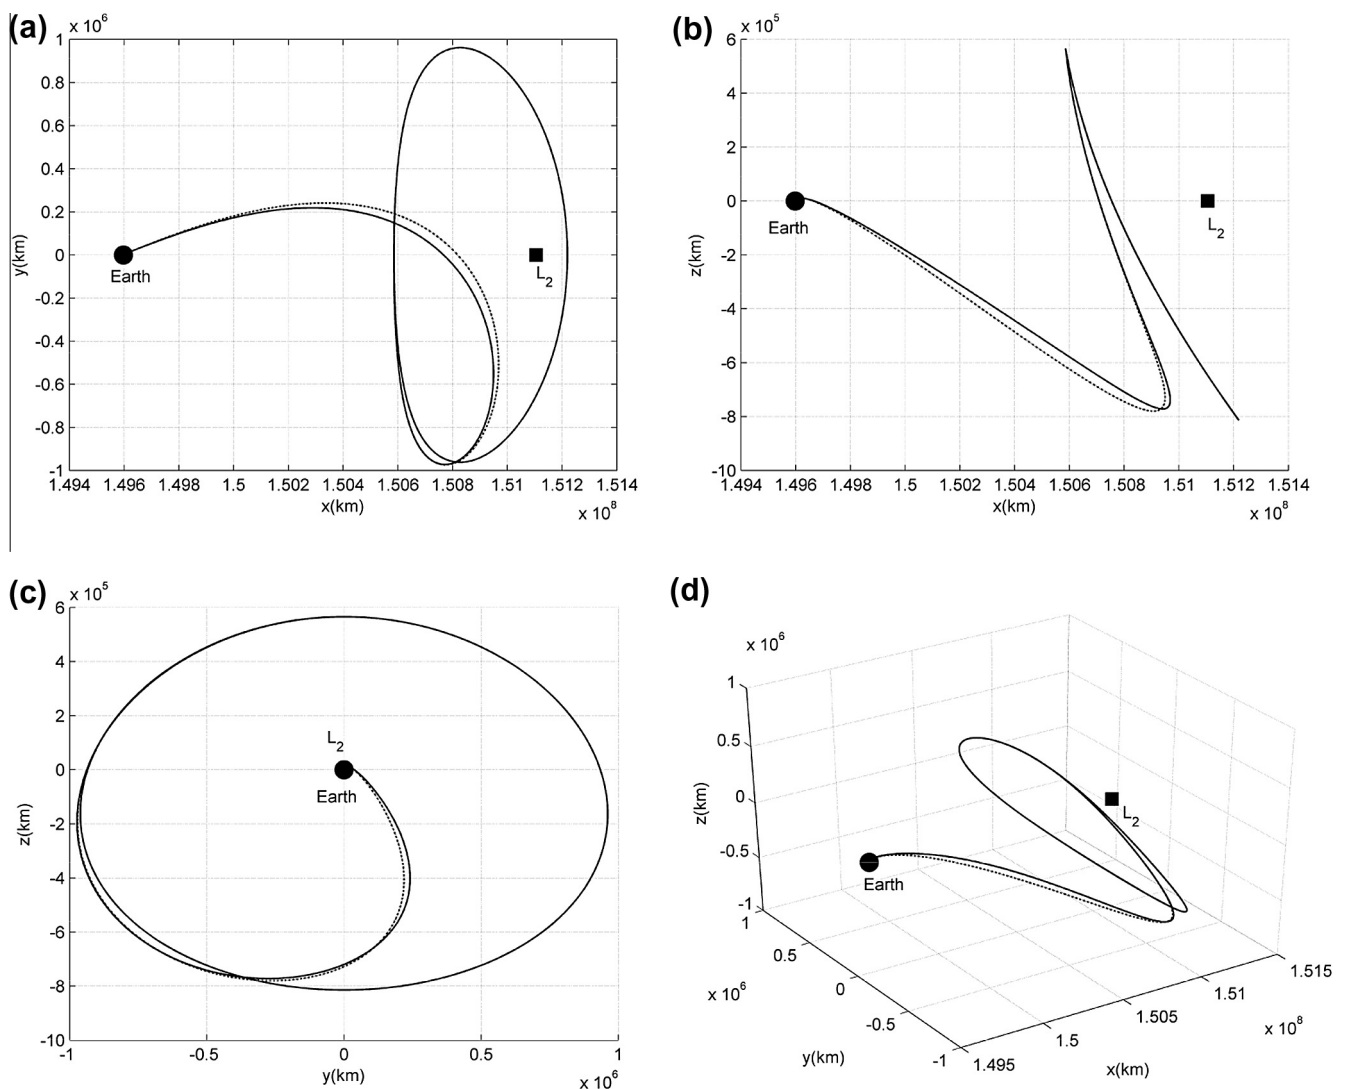 (a)
x 10^6
1
0.8
0.6
0.4
0.2
0
-0.2
-0.4
-0.6
-0.8
-1
y(km)
Earth
L_2
1.494 1.496 1.498 1.5 1.502 1.504 1.506 1.508 1.51 1.512 1.514
x(km)
x 10^8
(b)
x 10^5
6
4
2
0
-2
-4
-6
-8
-10
z(km)
Earth
L_2
1.494 1.496 1.498 1.5 1.502 1.504 1.506 1.508 1.51 1.512 1.514
x(km)
x 10^8
(c)
x 10^5
6
4
2
0
-2
-4
-6
-8
-10
z(km)
L_2
Earth
-1 -0.5 0 0.5 1
y(km)
x 10^6
(d)
x 10^6
1
0.5
0
-0.5
-1
z(km)
Earth
L_2
1
0.5
0
-0.5
-1
x 10^6
y(km)
1.495
1.5
1.505
1.51
1.515
x 10^8
x(km)